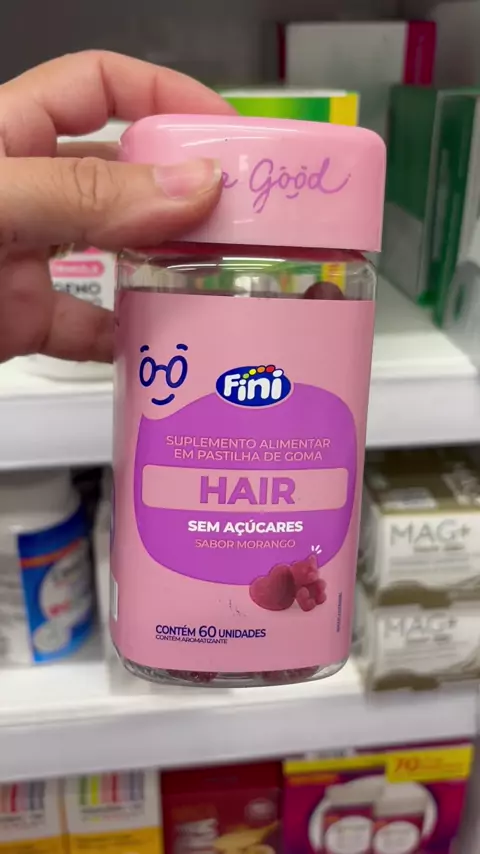 Good
Fini
SUPLEMENTO ALIMENTAR
EM PASTILHA DE GOMA
HAIR
SEM AÇÚCARES
SABOR MORANGO
CONTÉM 60 UNIDADES
CONTÉM AROMATIZANTE
MAG+
MAG+
70